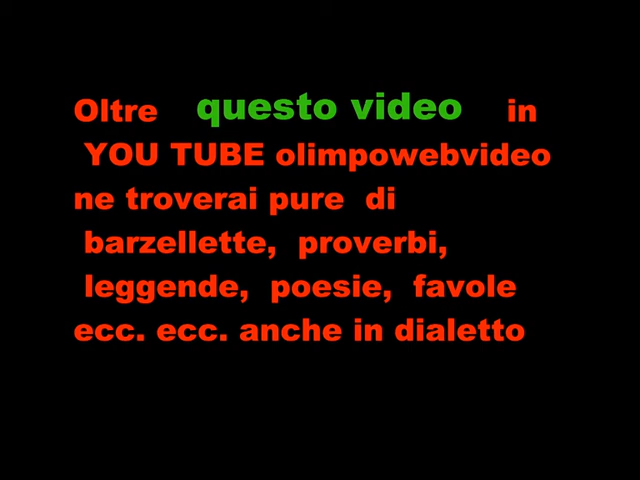 Oltre questo video in
YOU TUBE olimpowebvideo
ne troverai pure di
barzellette, proverbi,
leggende, poesie, favole
ecc. ecc. anche in dialetto